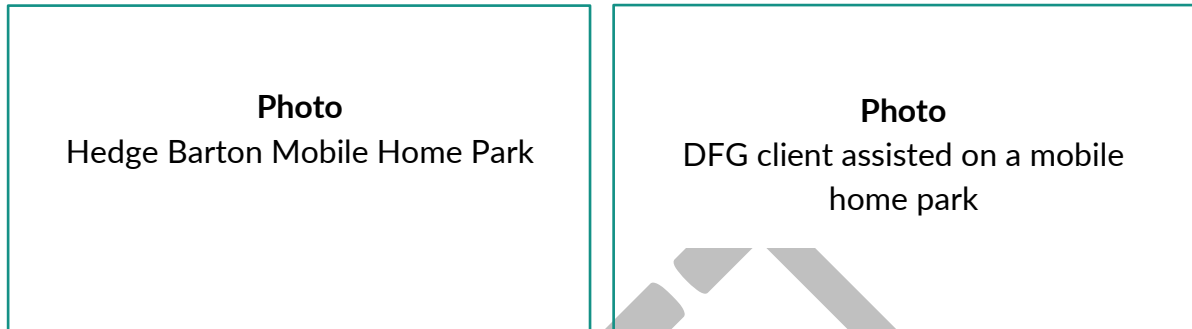 Photo
Hedge Barton Mobile Home Park
Photo
DFG client assisted on a mobile
home park